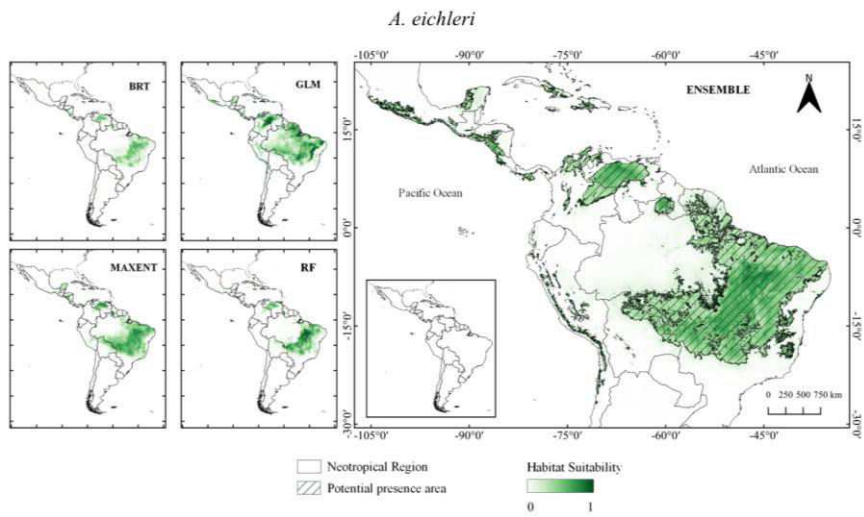 A. eichleri
BRT
GLM
MAXENT
RF
-105°0'
-90°0'
-75°0'
-60°0'
-45°0'
ENSEMBLE
N
15°0'
15°0'
Pacific Ocean
Atlantic Ocean
0°0'
0°0'
-15°0'
-15°0'
0 250 500 750 km
-30°0'
-30°0'
-105°0'
-90°0'
-75°0'
-60°0'
-45°0'
Neotropical Region
Potential presence area
Habitat Suitability
0 1